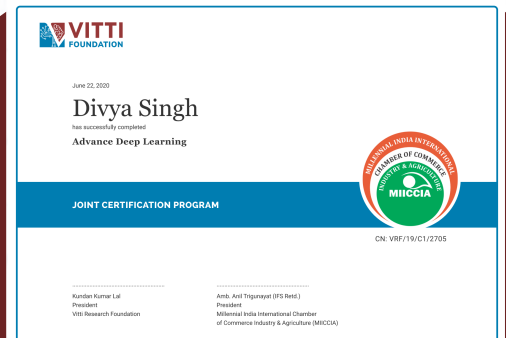 VITTI
FOUNDATION
June 22, 2020
Divya Singh
has successfully completed
Advance Deep Learning
MILLENNIAL INDIA INTERNATIONAL
CHAMBER OF COMMERCE
INDUSTRY & AGRICULTURE
MIICCIA
JOINT CERTIFICATION PROGRAM
CN: VRF/19/C1/2705
Kundan Kumar Lal
President
Vitti Research Foundation
Amb. Anil Trigunayat (IFS Retd.)
President
Millennial India International Chamber
of Commerce Industry & Agriculture (MIICCIA)